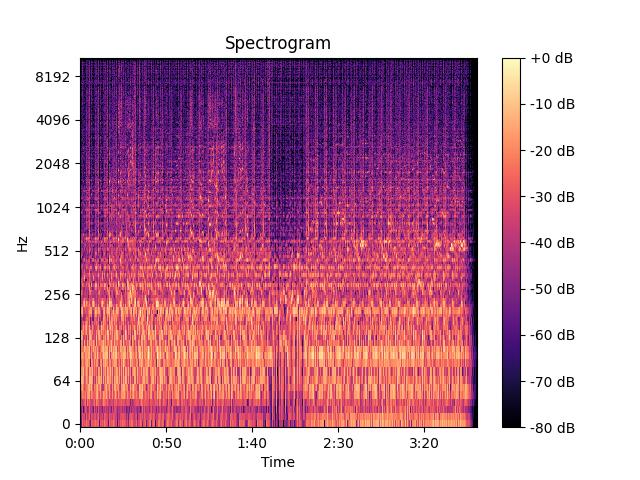 Spectrogram
8192
4096
2048
1024
512
256
128
64
0
Hz
0:00
0:50
1:40
2:30
3:20
Time
+0 dB
-10 dB
-20 dB
-30 dB
-40 dB
-50 dB
-60 dB
-70 dB
-80 dB